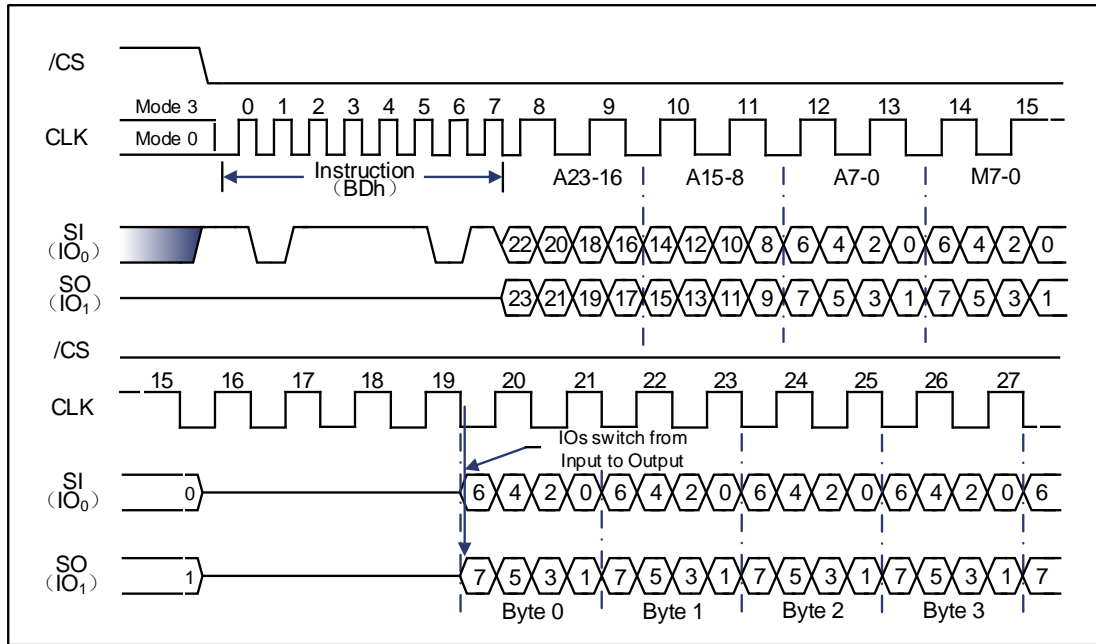 /CS
Mode 3 0 1 2 3 4 5 6 7 8 9 10 11 12 13 14 15
CLK Mode 0
Instruction
（BDh）
A23-16 A15-8 A7-0 M7-0
SI
（IO0） 22 20 18 16 14 12 10 8 6 4 2 0 6 4 2 0
SO
（IO1） 23 21 19 17 15 13 11 9 7 5 3 1 7 5 3 1
/CS
15 16 17 18 19 20 21 22 23 24 25 26 27
CLK
IOs switch from
Input to Output
SI
（IO0） 0 6 4 2 0 6 4 2 0 6 4 2 0 6 4 2 0 6
SO
（IO1） 1 7 5 3 1 7 5 3 1 7 5 3 1 7 5 3 1 7
Byte 0 Byte 1 Byte 2 Byte 3